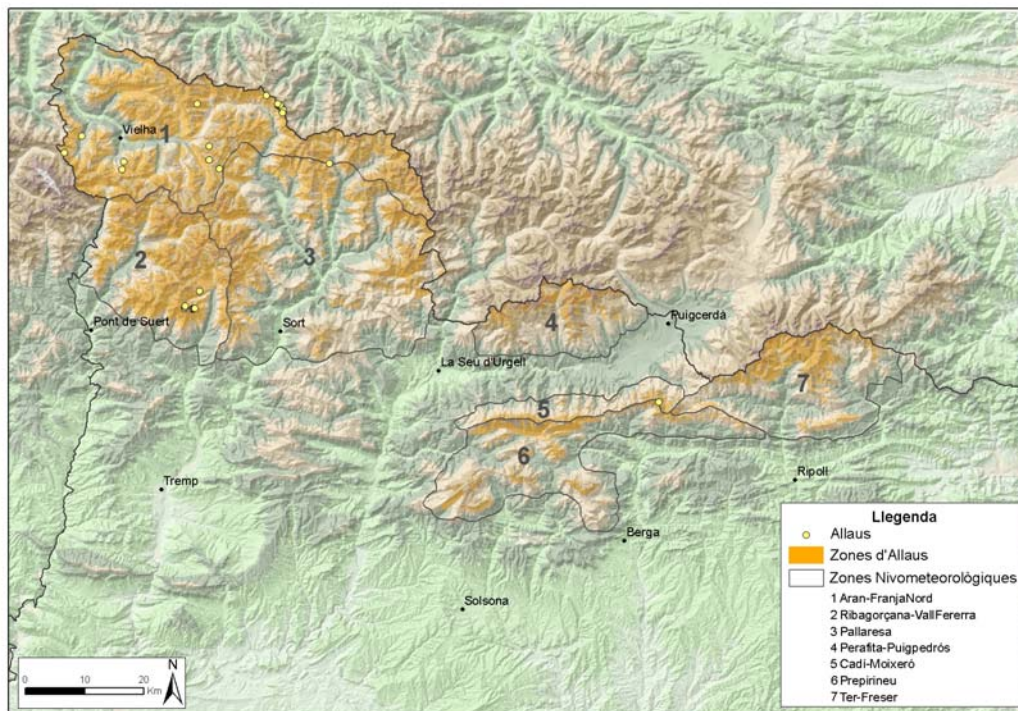 Vielha
1
2
3
Pont de Suert
Sort
4
Puigcerdà
La Seu d'Urgell
7
5
6
Tremp
Ripoll
Berga
Solsona
Llegenda
Allaus
Zones d'Allaus
Zones Nivometeorològiques
1 Aran-FranjaNord
2 Ribagorçana-VallFererra
3 Pallaresa
4 Perafita-Puigpedrós
5 Cadí-Moixeró
6 Prepirineu
7 Ter-Freser
N
0 10 20
Km